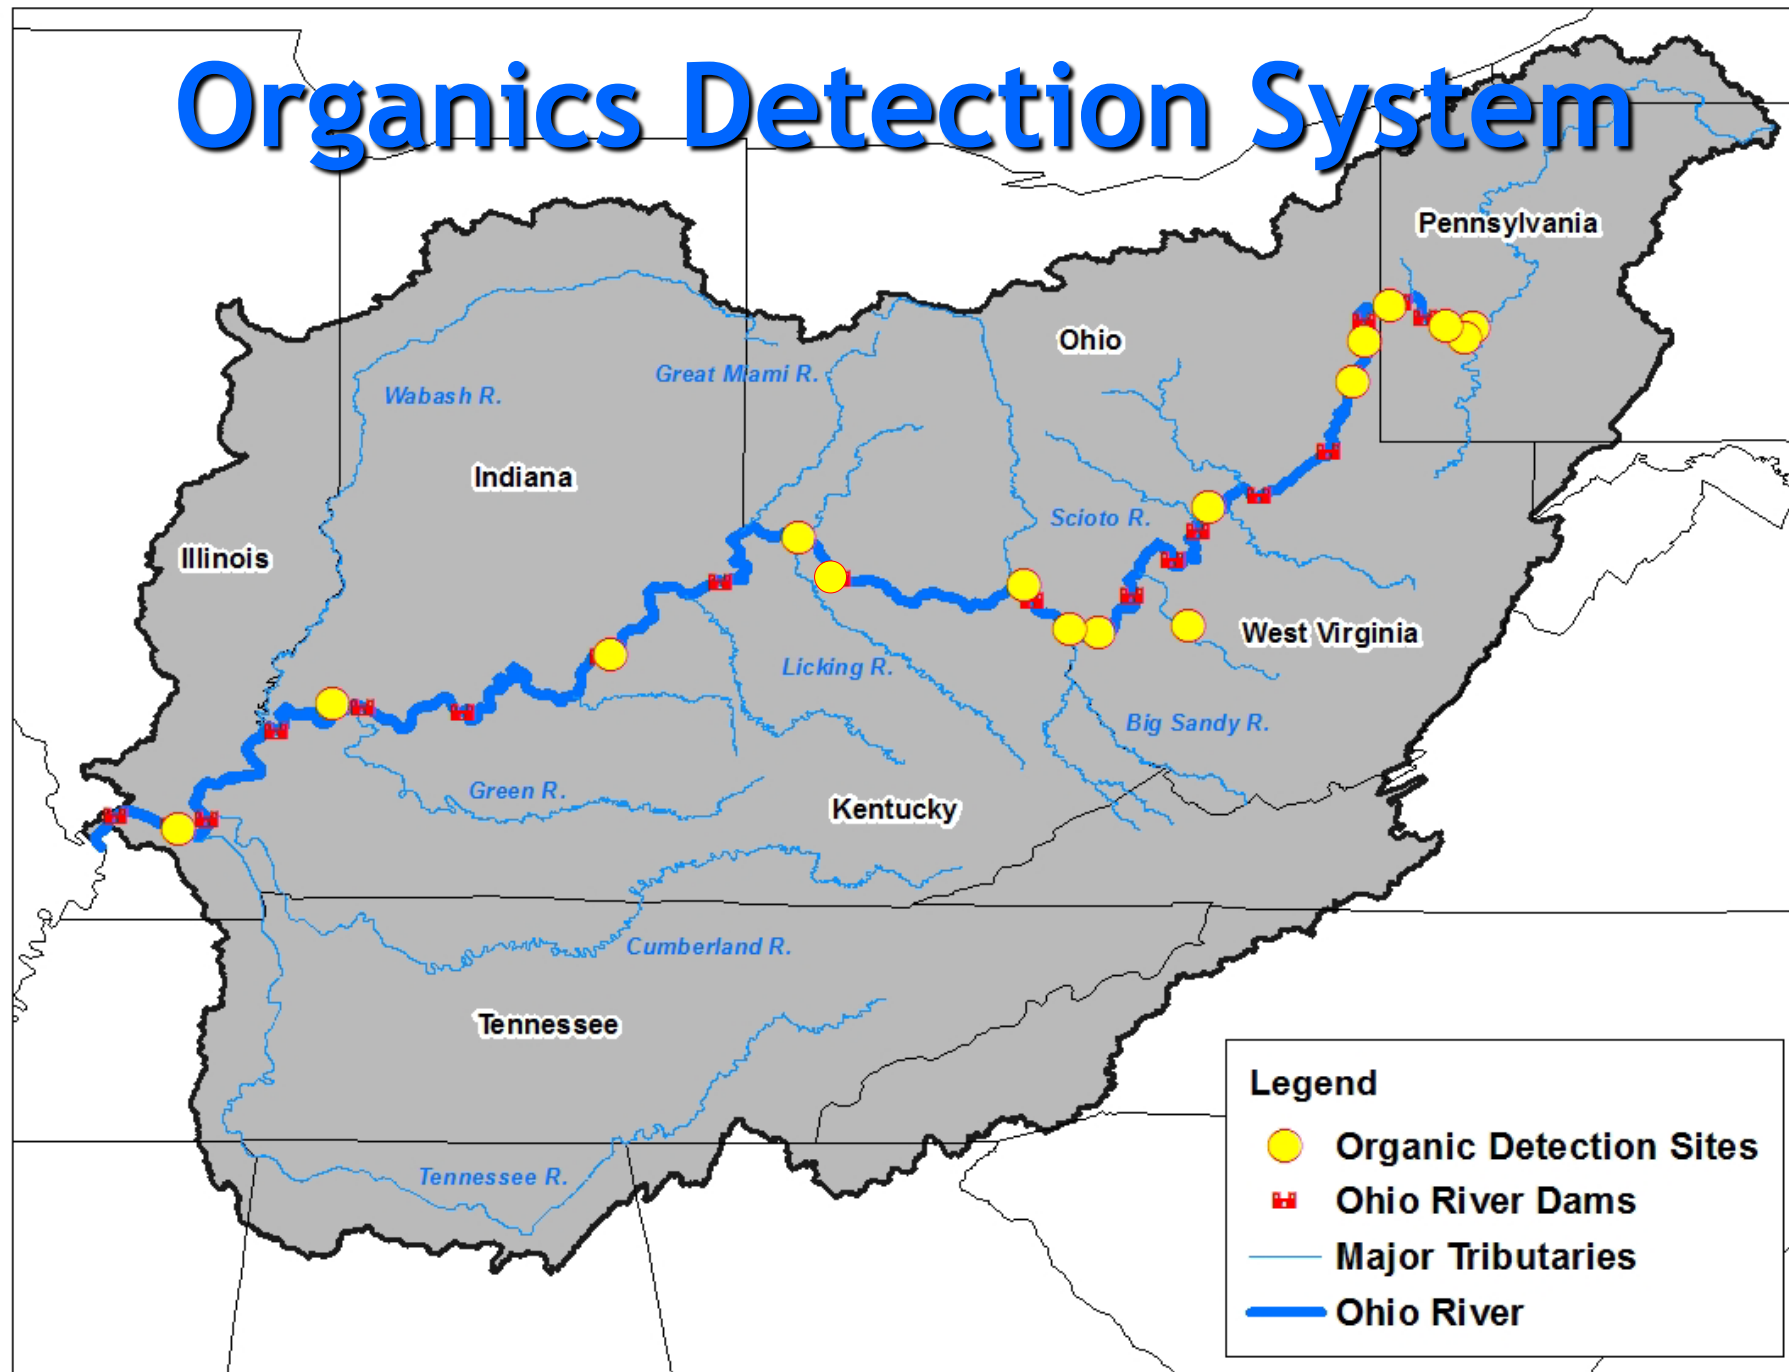 Organics Detection System
Pennsylvania
Ohio
Great Miami R.
Wabash R.
Indiana
Scioto R.
Illinois
West Virginia
Licking R.
Big Sandy R.
Green R.
Kentucky
Cumberland R.
Tennessee
Tennessee R.
Legend
Organic Detection Sites
Ohio River Dams
Major Tributaries
Ohio River